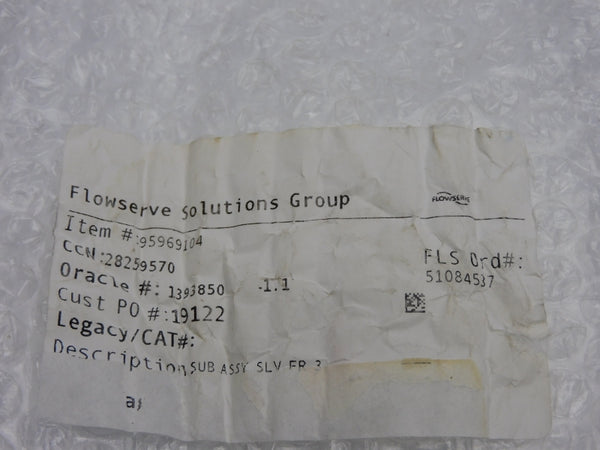 Flowserve Solutions Group
FLOWSERVE
Item #:95969104
CCN:28259570
Oracle #: 1393850 -1.1
Cust PO #:19122
Legacy/CAT#:
FLS Ord#:
51084537
Description SUB ASSY SLV